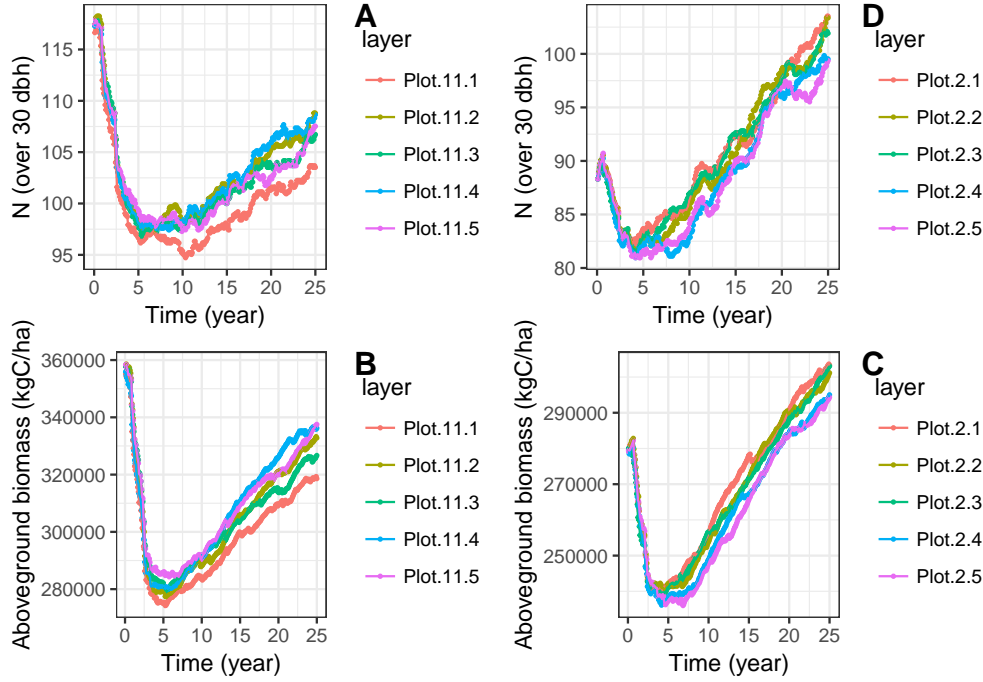 A
N (over 30 dbh)
115
110
105
100
95
0 5 10 15 20 25
Time (year)
layer
Plot.11.1
Plot.11.2
Plot.11.3
Plot.11.4
Plot.11.5
D
N (over 30 dbh)
100
95
90
85
80
0 5 10 15 20 25
Time (year)
layer
Plot.2.1
Plot.2.2
Plot.2.3
Plot.2.4
Plot.2.5
B
Aboveground biomass (kgC/ha)
360000
340000
320000
300000
280000
0 5 10 15 20 25
Time (year)
layer
Plot.11.1
Plot.11.2
Plot.11.3
Plot.11.4
Plot.11.5
C
Aboveground biomass (kgC/ha)
290000
270000
250000
0 5 10 15 20 25
Time (year)
layer
Plot.2.1
Plot.2.2
Plot.2.3
Plot.2.4
Plot.2.5